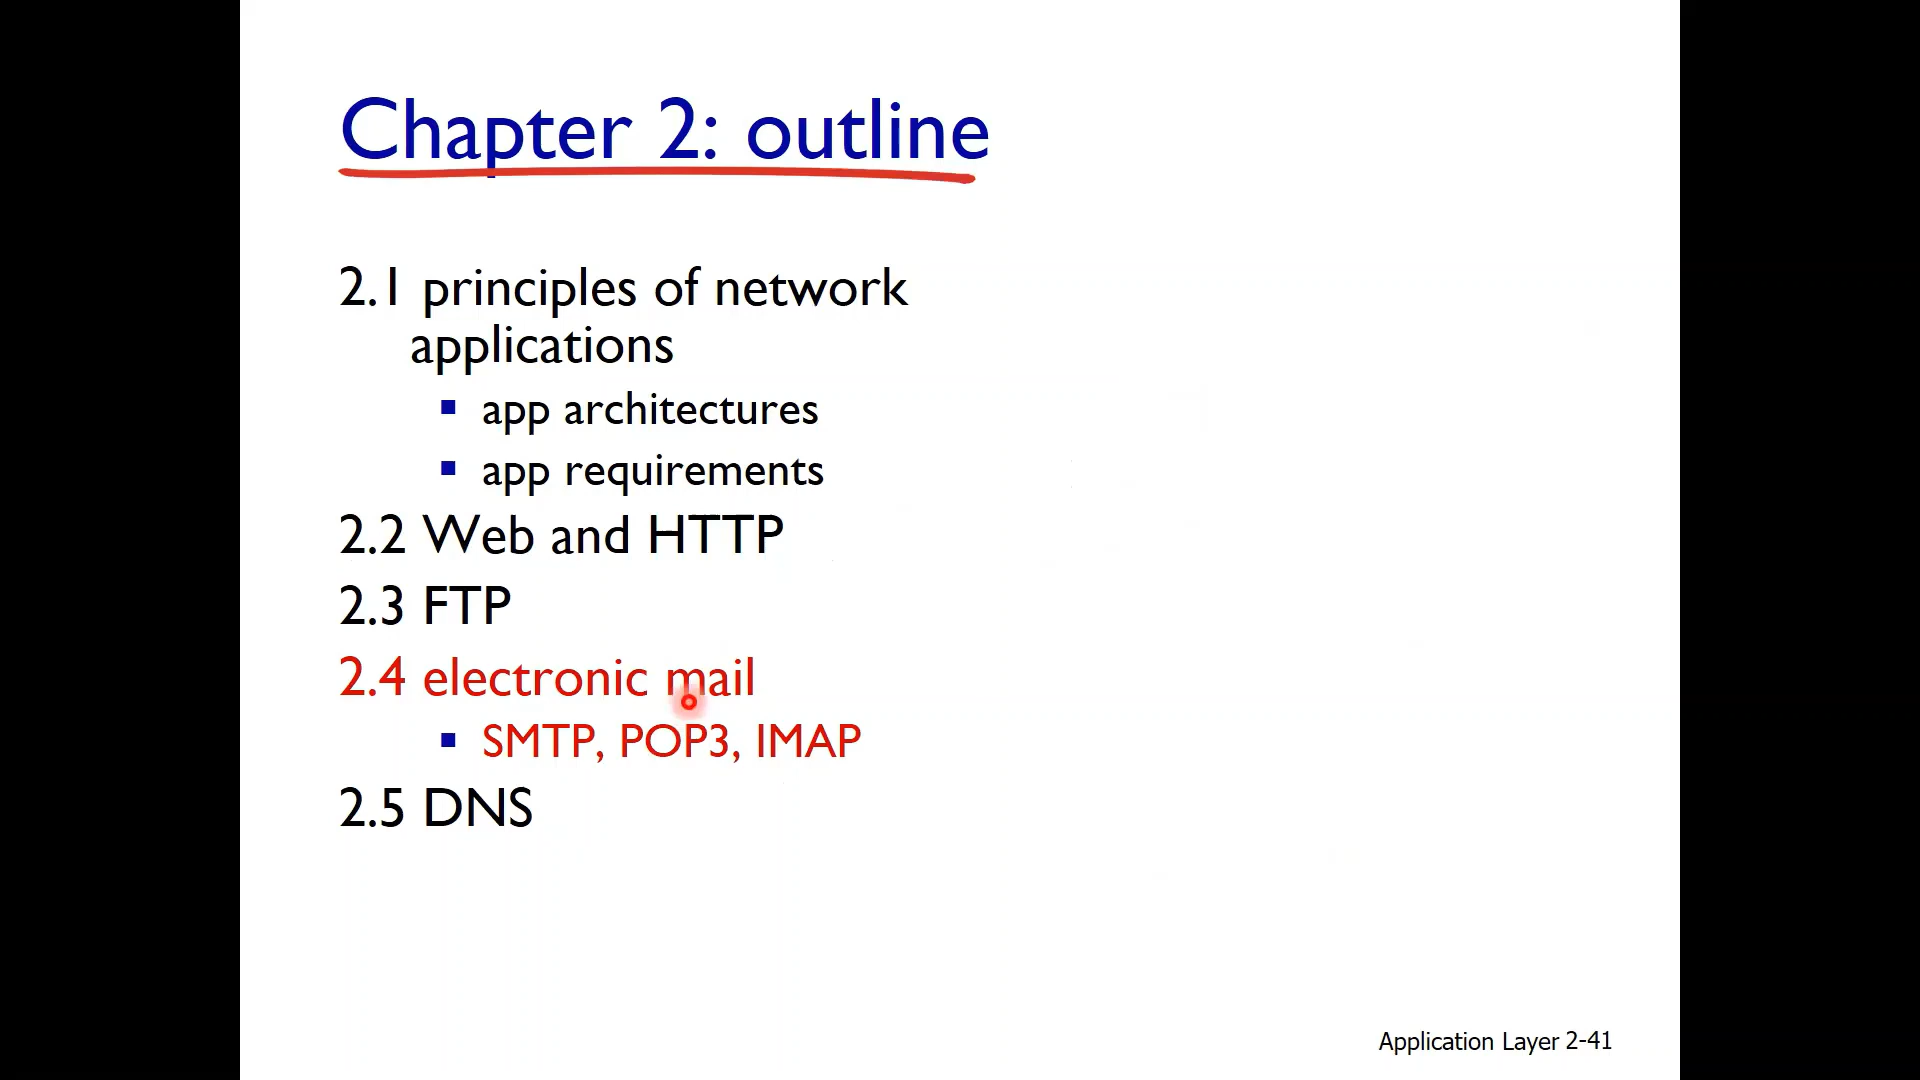 Chapter 2: outline
2.1 principles of network
applications
▪ app architectures
▪ app requirements
2.2 Web and HTTP
2.3 FTP
2.4 electronic mail
▪ SMTP, POP3, IMAP
2.5 DNS
Application Layer 2-41